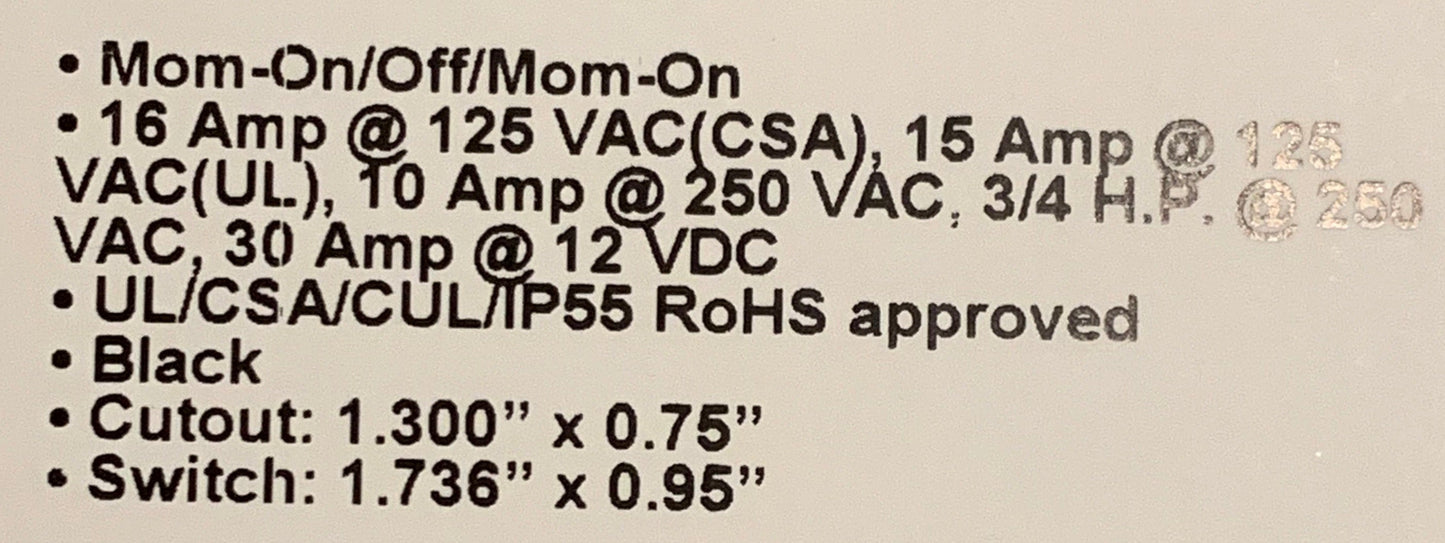 • Mom-On/Off/Mom-On
• 16 Amp @ 125 VAC(CSA), 15 Amp @ 125
VAC(UL), 10 Amp @ 250 VAC, 3/4 H.P. @ 250
VAC, 30 Amp @ 12 VDC
• UL/CSA/CUL/IP55 RoHS approved
• Black
• Cutout: 1.300” x 0.75”
• Switch: 1.736” x 0.95”